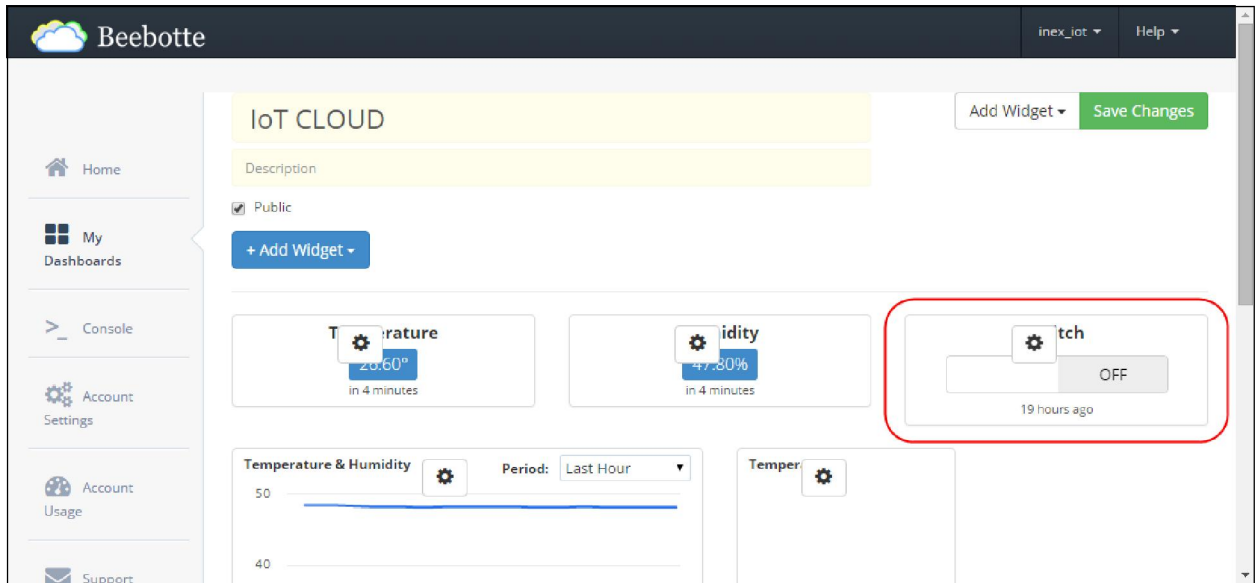 Beebotte
inex_iot
Help
IoT CLOUD
Add Widget
Save Changes
Description
Public
+ Add Widget
Home
My
Dashboards
>_ Console
Account
Settings
Account
Usage
Support
T erature
26.60°
in 4 minutes
idity
47.80%
in 4 minutes
tch
OFF
19 hours ago
Temperature & Humidity
Period:
Last Hour
50
40
Temper